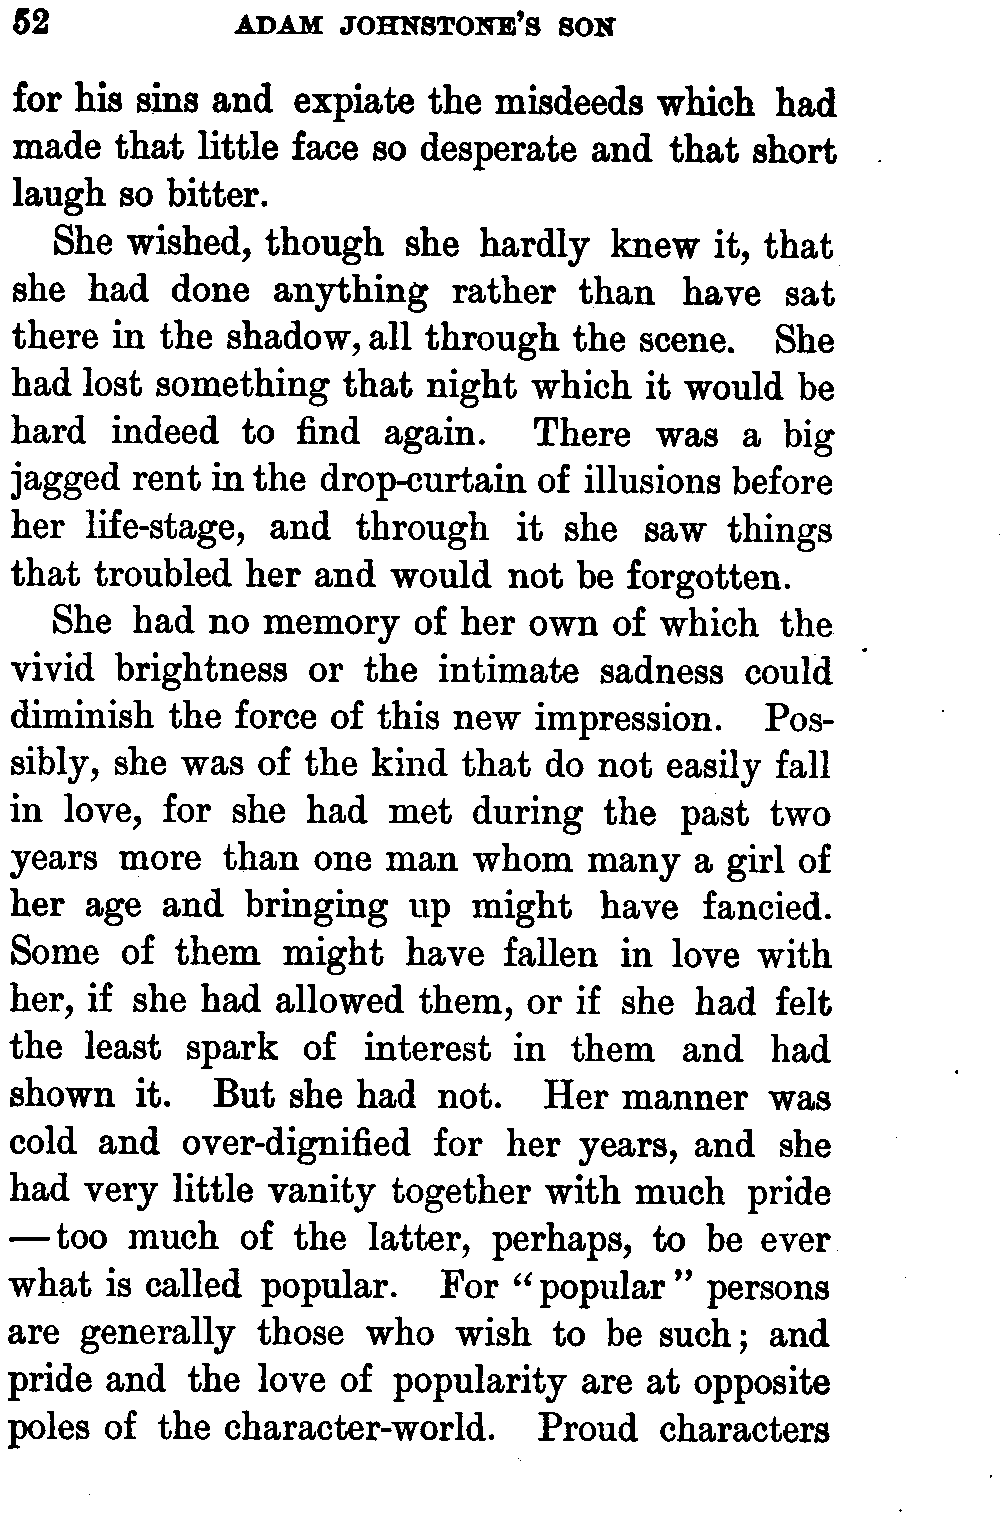 52 ADAM JOHNSTONE'S SON
for his sins and expiate the misdeeds which had
made that little face so desperate and that short
laugh so bitter.
She wished, though she hardly knew it, that
she had done anything rather than have sat
there in the shadow, all through the scene. She
had lost something that night which it would be
hard indeed to find again. There was a big
jagged rent in the drop-curtain of illusions before
her life-stage, and through it she saw things
that troubled her and would not be forgotten.
She had no memory of her own of which the
vivid brightness or the intimate sadness could
diminish the force of this new impression. Pos-
sibly, she was of the kind that do not easily fall
in love, for she had met during the past two
years more than one man whom many a girl of
her age and bringing up might have fancied.
Some of them might have fallen in love with
her, if she had allowed them, or if she had felt
the least spark of interest in them and had
shown it. But she had not. Her manner was
cold and over-dignified for her years, and she
had very little vanity together with much pride
—too much of the latter, perhaps, to be ever
what is called popular. For “popular” persons
are generally those who wish to be such; and
pride and the love of popularity are at opposite
poles of the character-world. Proud characters